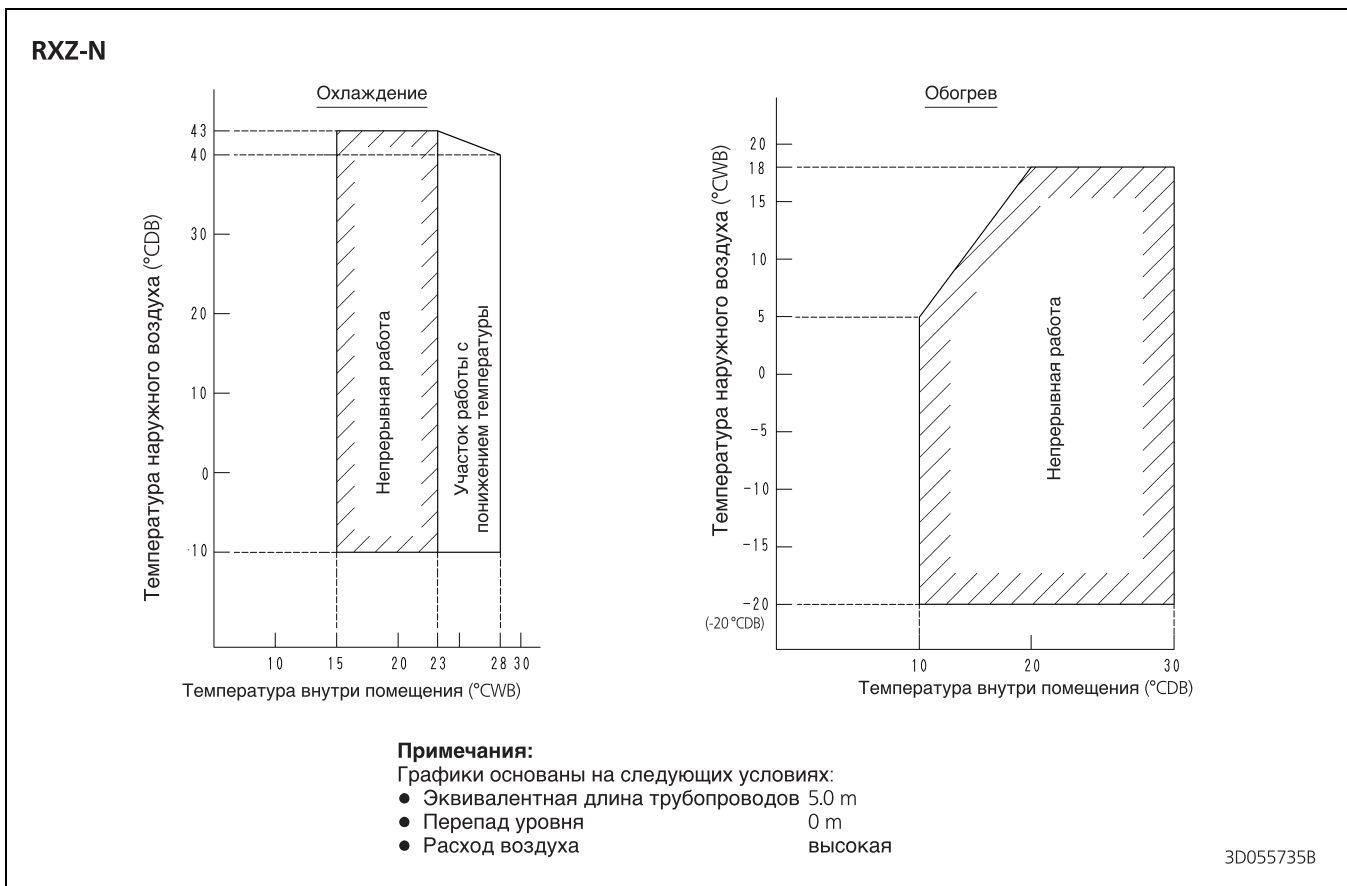 RXZ-N
Охлаждение
Температура наружного воздуха (°CDB)
43
40
30
20
10
0
·10
Непрерывная работа
Участок работы с
понижением температуры
10 15 20 23 28 30
Температура внутри помещения (°CWB)
Обогрев
Температура наружного воздуха (°CWB)
20
18
15
10
5
0
−5
−10
−15
−20
(-20 °CDB)
Непрерывная работа
10 20 30
Температура внутри помещения (°CDB)
Примечания:
Графики основаны на следующих условиях:
● Эквивалентная длина трубопроводов 5.0 m
● Перепад уровня 0 m
● Расход воздуха высокая
3D055735B